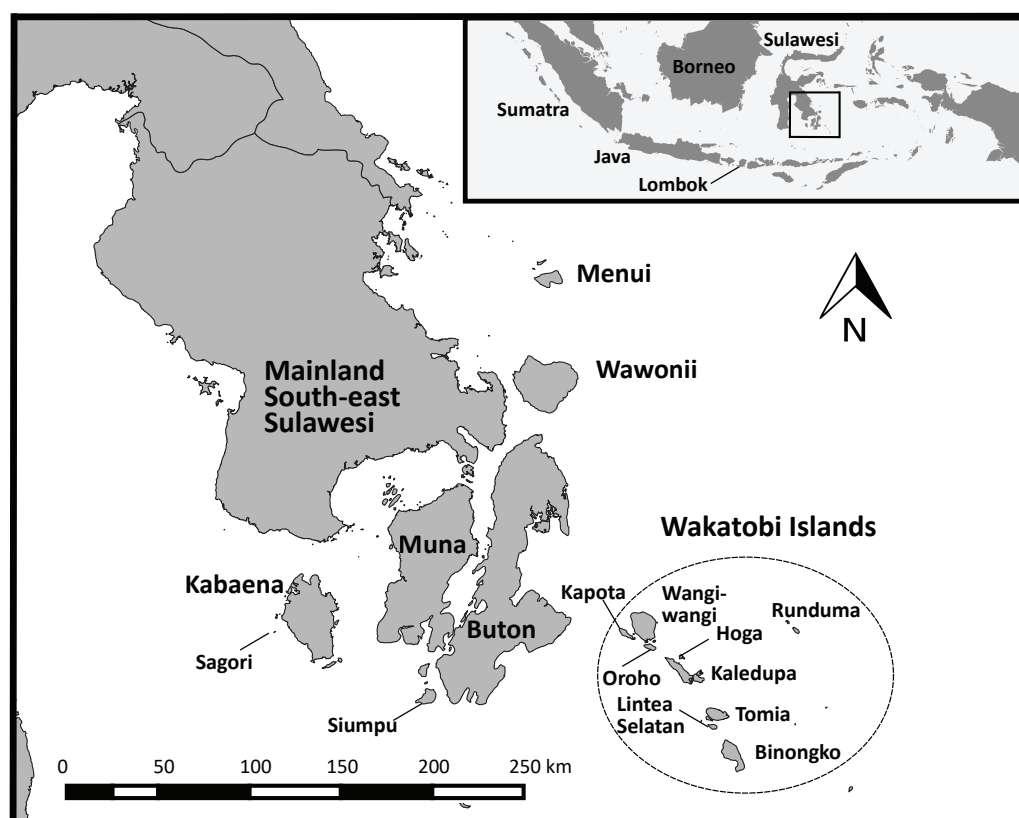 Sulawesi
Borneo
Sumatra
Java
Lombok
Menui
N
Wawonii
Mainland
South-east
Sulawesi
Wakatobi Islands
Muna
Kabaena
Kapota
Wangi-
wangi
Runduma
Buton
Hoga
Sagori
Oroho
Kaledupa
Lintea
Selatan
Tomia
Siumpu
Binongko
0 50 100 150 200 250 km